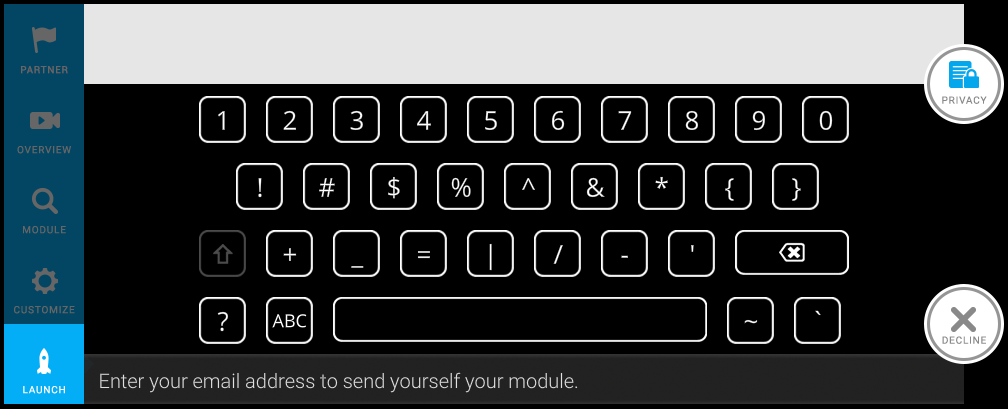 PARTNER
OVERVIEW
MODULE
CUSTOMIZE
LAUNCH
1 2 3 4 5 6 7 8 9 0
! # $ % ^ & * { }
+ _ = | / - '
? ABC ~ `
Enter your email address to send yourself your module.
PRIVACY
DECLINE